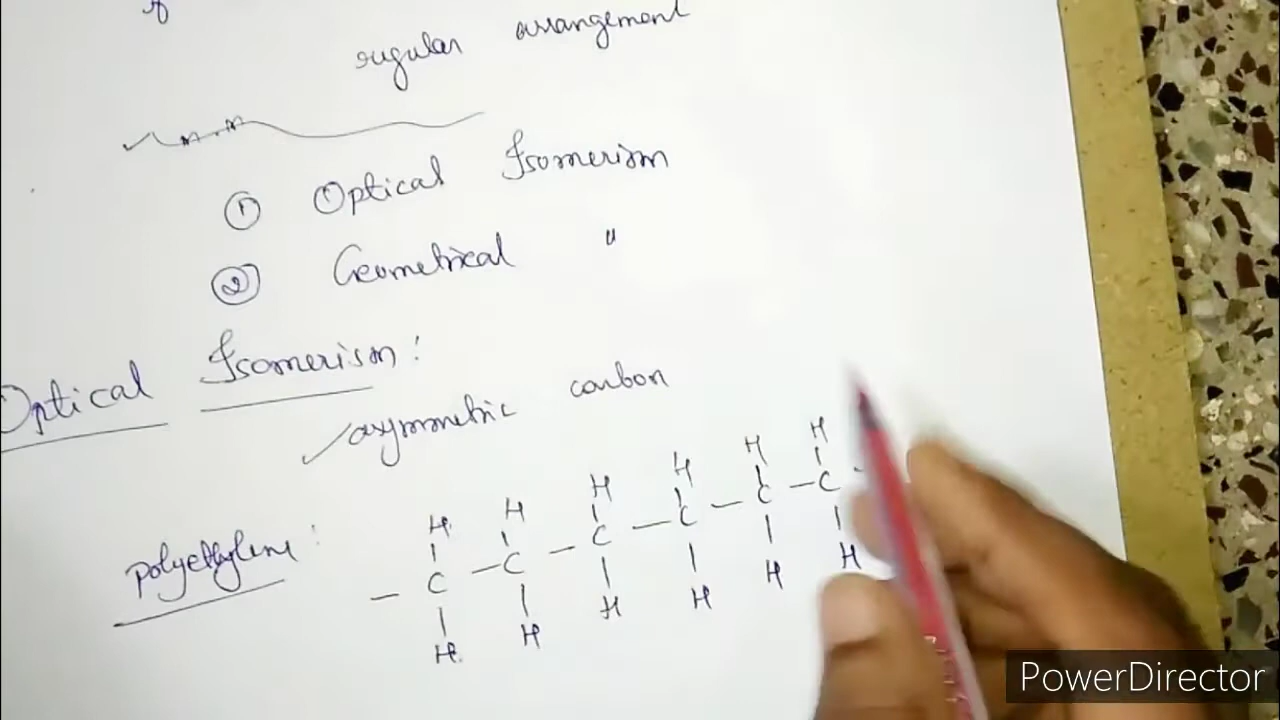 regular arrangement
① Optical Isomerism
② Geometrical "
Optical Isomerism:
✓ asymmetric carbon
H H H H H H
polyethylene: - C - C - C - C - C - C -
H H H H H H
PowerDirector